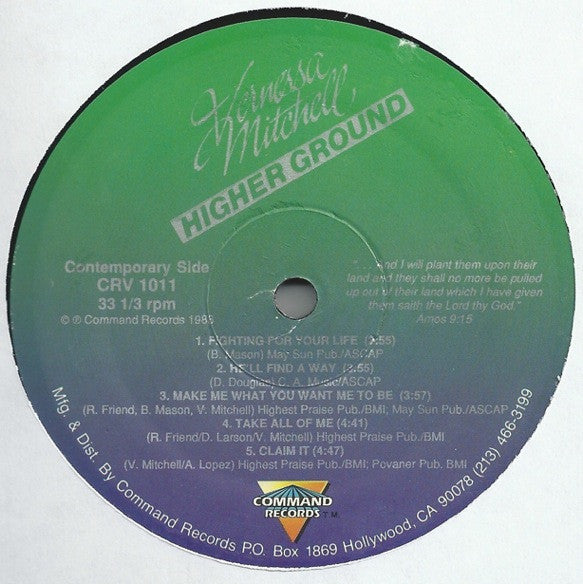 Vernessa
Mitchell
HIGHER GROUND
Contemporary Side
CRV 1011
33 1/3 rpm
© ℗ Command Records 1988
". . . and I will plant them upon their
land and they shall no more be pulled
up out of their land which I have given
them saith the Lord thy God."
Amos 9:15
1. FIGHTING FOR YOUR LIFE (3:55)
(B. Mason) May Sun Pub./ASCAP
2. HE'LL FIND A WAY (3:55)
(D. Douglas) C. A. Music/ASCAP
3. MAKE ME WHAT YOU WANT ME TO BE (3:57)
(R. Friend, B. Mason, V. Mitchell) Highest Praise Pub./BMI; May Sun Pub./ASCAP
4. TAKE ALL OF ME (4:41)
(R. Friend/D. Larson/V. Mitchell) Highest Praise Pub./BMI
5. CLAIM IT (4:47)
(V. Mitchell/A. Lopez) Highest Praise Pub./BMI; Povaner Pub. BMI
COMMAND
RECORDS T.M.
Mfg. & Dist. By Command Records P.O. Box 1869 Hollywood, CA 90078 (213) 466-3199